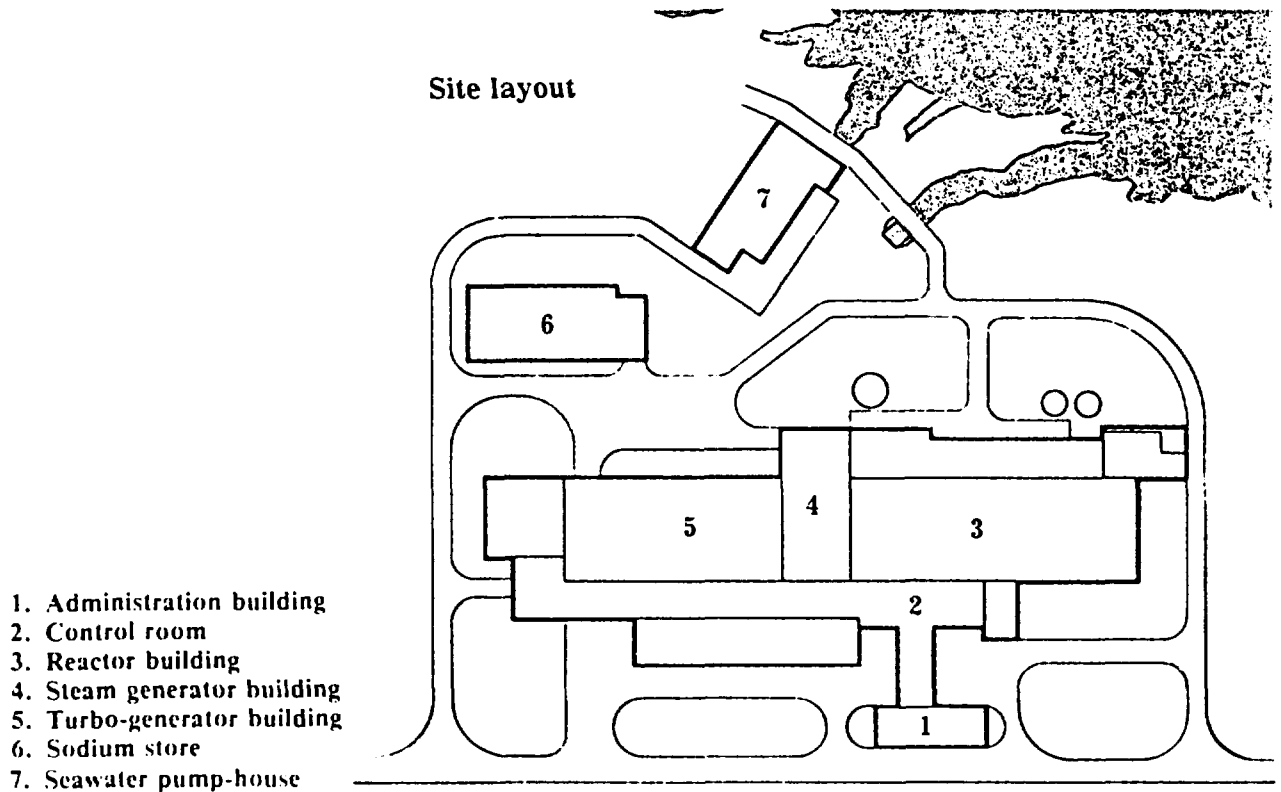 Site layout
7
6
5
4
3
2
1
1. Administration building
2. Control room
3. Reactor building
4. Steam generator building
5. Turbo-generator building
6. Sodium store
7. Seawater pump-house